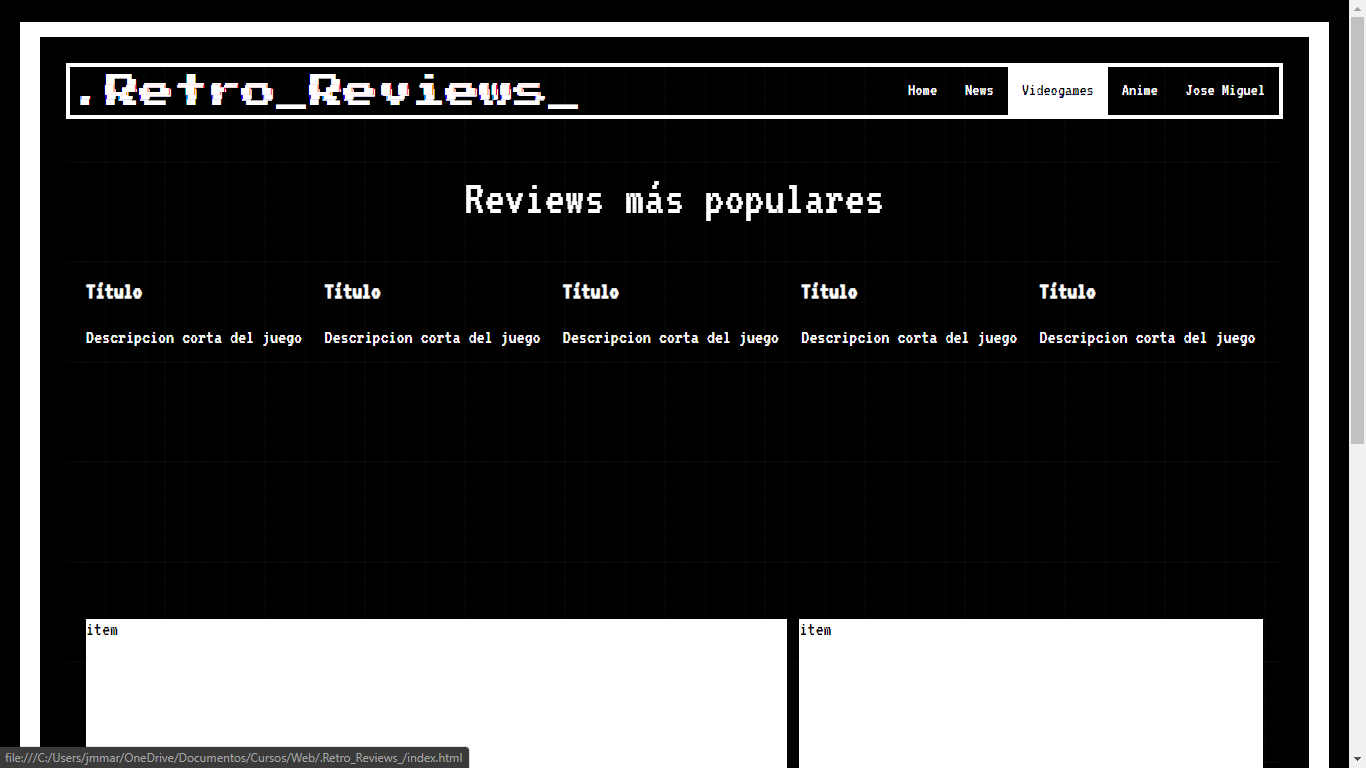 .Retro_Reviews_
Home News Videogames Anime Jose Miguel
Reviews más populares
Título Título Título Título Título
Descripcion corta del juego Descripcion corta del juego Descripcion corta del juego Descripcion corta del juego Descripcion corta del juego
item item
file:///C:/Users/jmmar/OneDrive/Documentos/Cursos/Web/.Retro_Reviews_/index.html